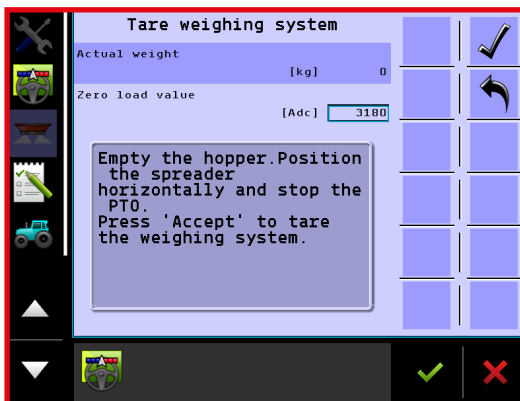 Tare weighing system
Actual weight
[kg] 0
Zero load value
[Adc] 3180
Empty the hopper.Position
the spreader
horizontally and stop the
PTO.
Press 'Accept' to tare
the weighing system.